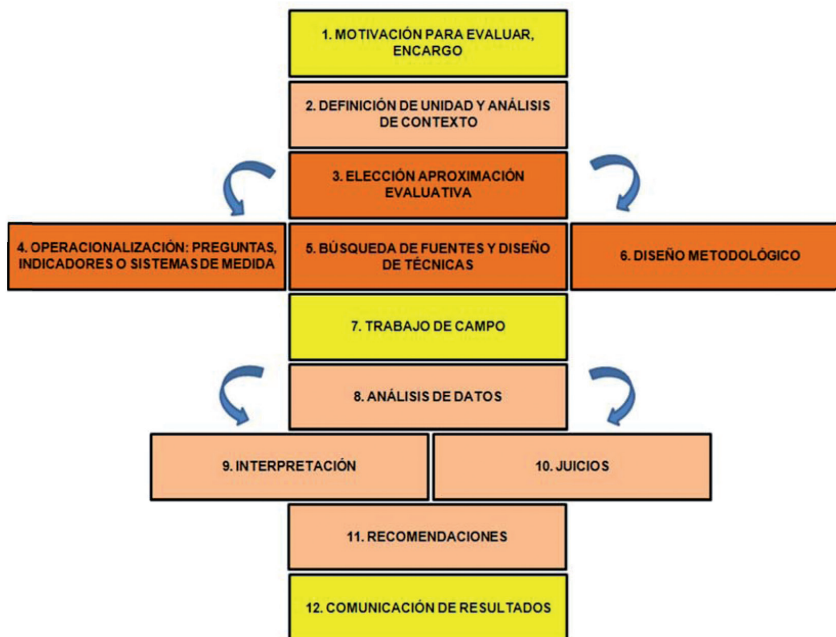 1. MOTIVACIÓN PARA EVALUAR,
ENCARGO
2. DEFINICIÓN DE UNIDAD Y ANÁLISIS
DE CONTEXTO
3. ELECCIÓN APROXIMACIÓN
EVALUATIVA
4. OPERACIONALIZACIÓN: PREGUNTAS,
INDICADORES O SISTEMAS DE MEDIDA
5. BÚSQUEDA DE FUENTES Y DISEÑO
DE TÉCNICAS
6. DISEÑO METODOLÓGICO
7. TRABAJO DE CAMPO
8. ANÁLISIS DE DATOS
9. INTERPRETACIÓN
10. JUICIOS
11. RECOMENDACIONES
12. COMUNICACIÓN DE RESULTADOS